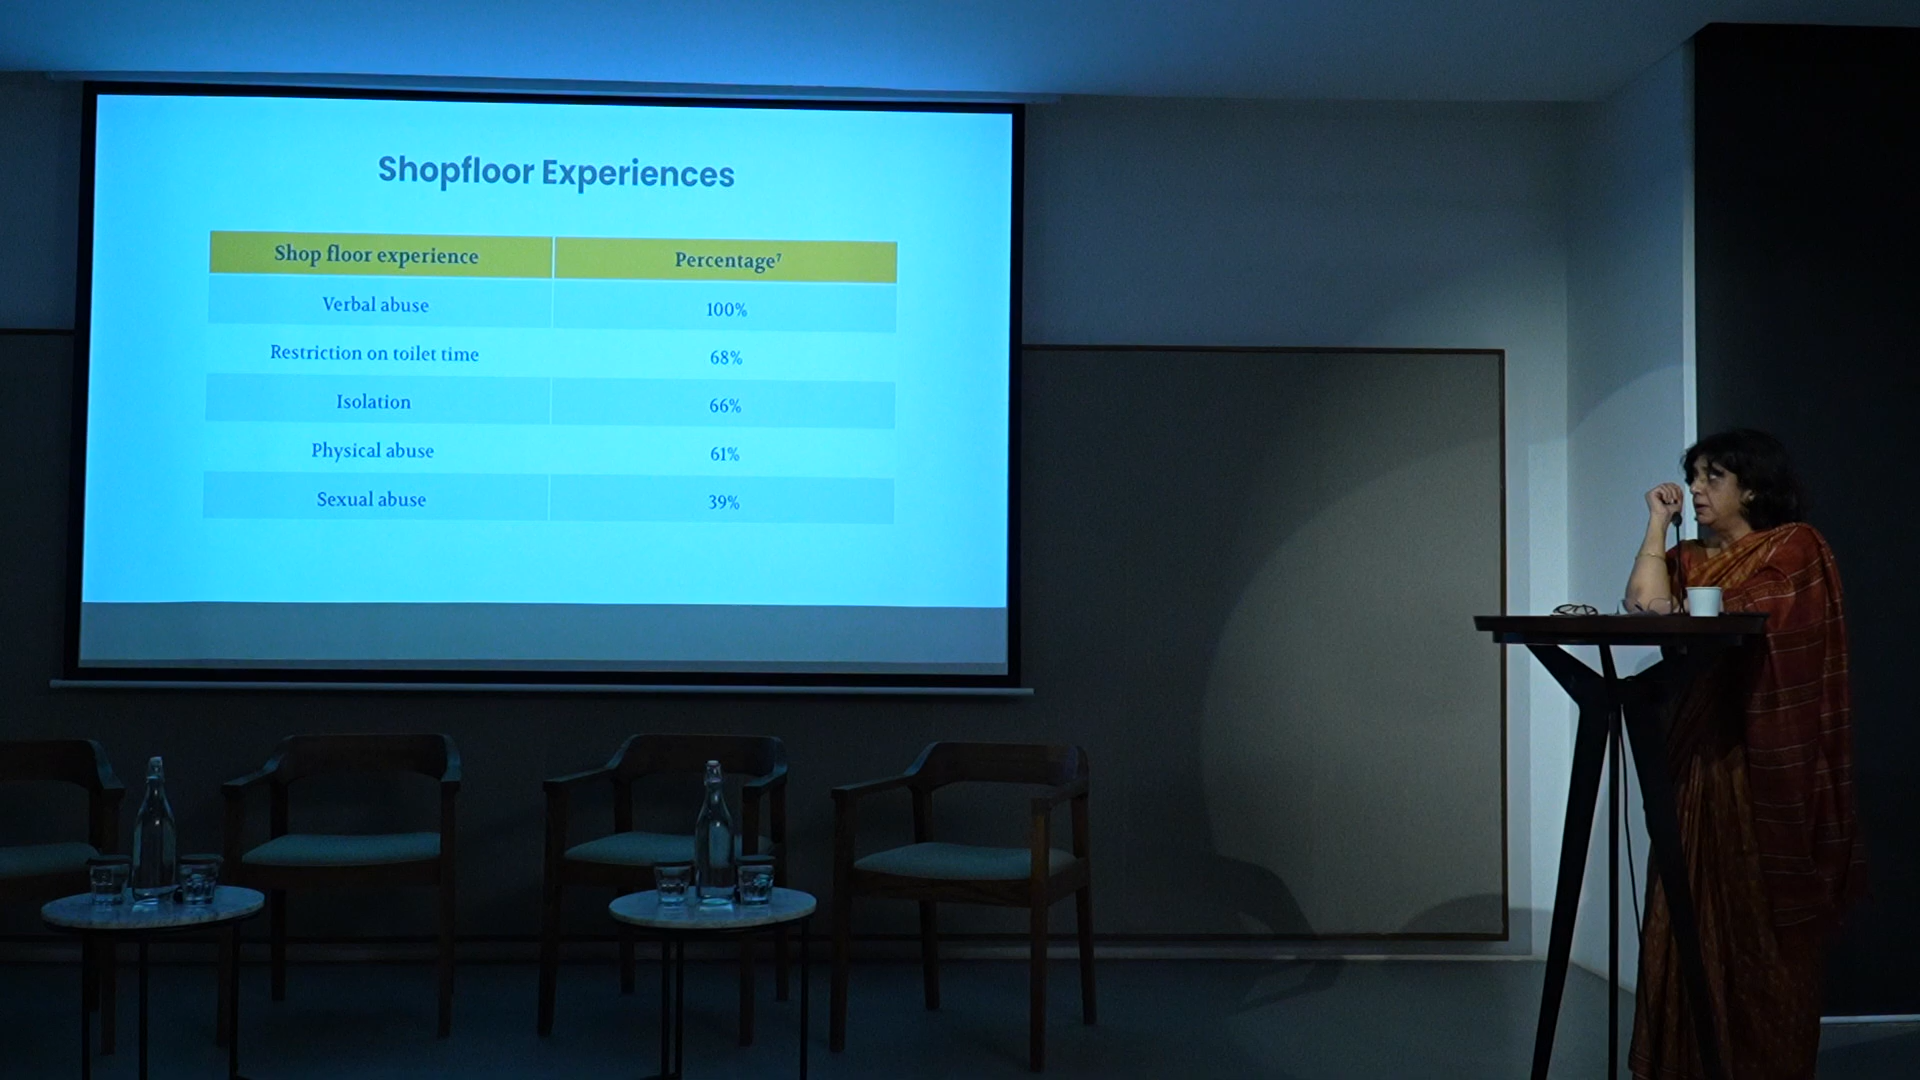 Shopfloor Experiences
Shop floor experience Percentage⁷
Verbal abuse 100%
Restriction on toilet time 68%
Isolation 66%
Physical abuse 61%
Sexual abuse 39%